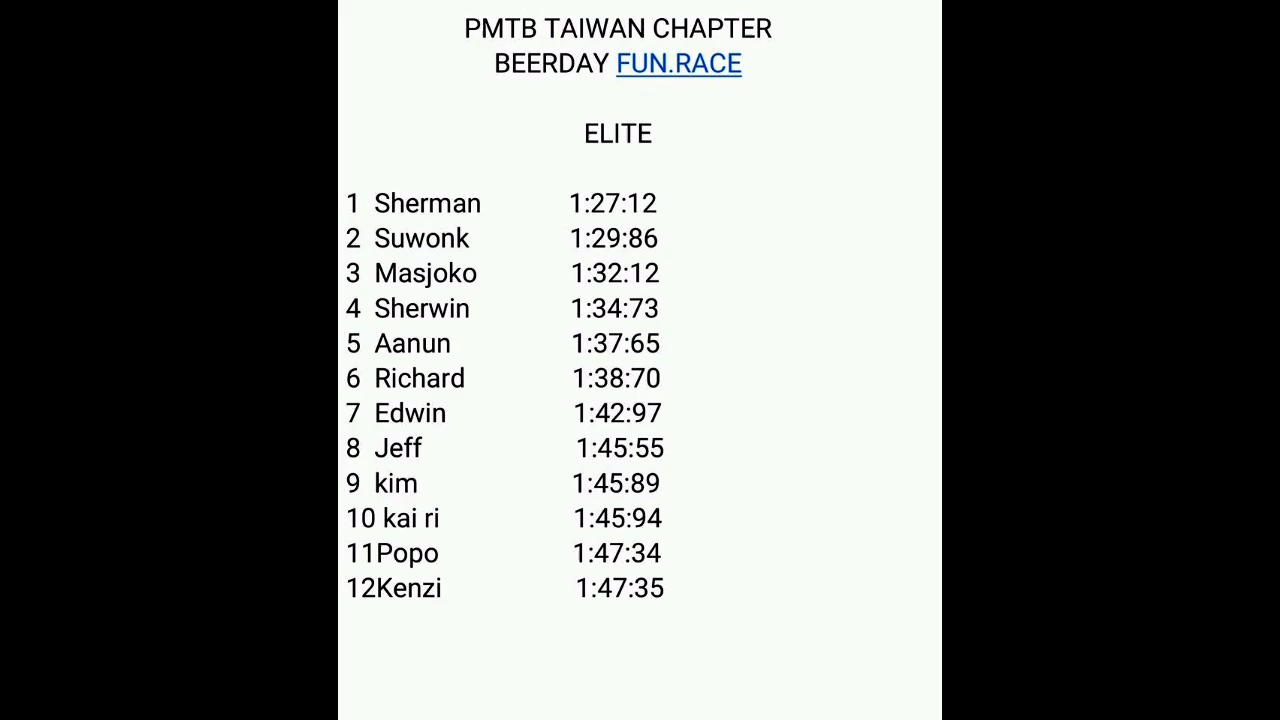 PMTB TAIWAN CHAPTER
BEERDAY FUN.RACE
ELITE
1 Sherman 1:27:12
2 Suwonk 1:29:86
3 Masjoko 1:32:12
4 Sherwin 1:34:73
5 Aanun 1:37:65
6 Richard 1:38:70
7 Edwin 1:42:97
8 Jeff 1:45:55
9 kim 1:45:89
10 kai ri 1:45:94
11Popo 1:47:34
12Kenzi 1:47:35